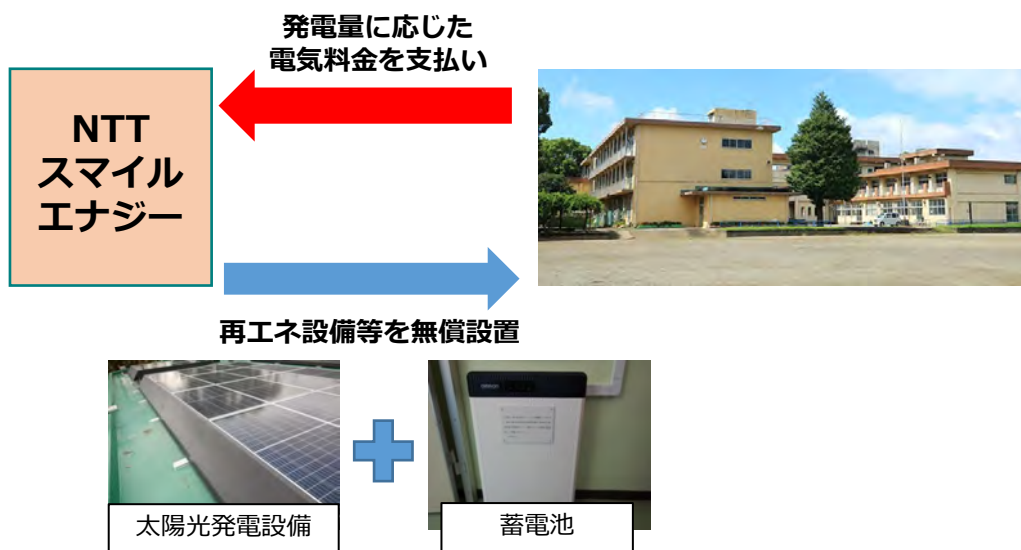 発電量に応じた
電気料金を支払い
NTT
スマイル
エナジー
再エネ設備等を無償設置
太陽光発電設備
蓄電池